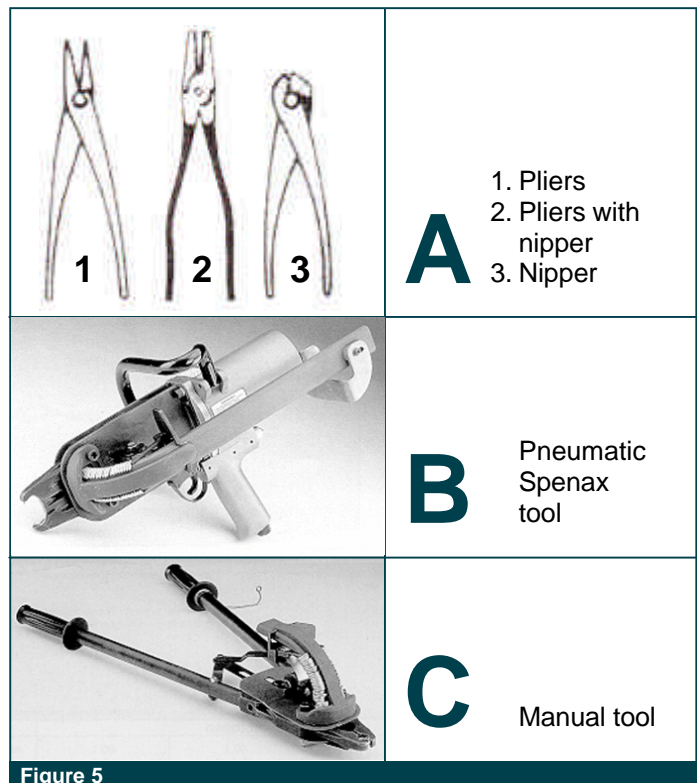 1 2 3
A
1. Pliers
2. Pliers with
nipper
3. Nipper
B
Pneumatic
Spenax
tool
C
Manual tool
Figure 5